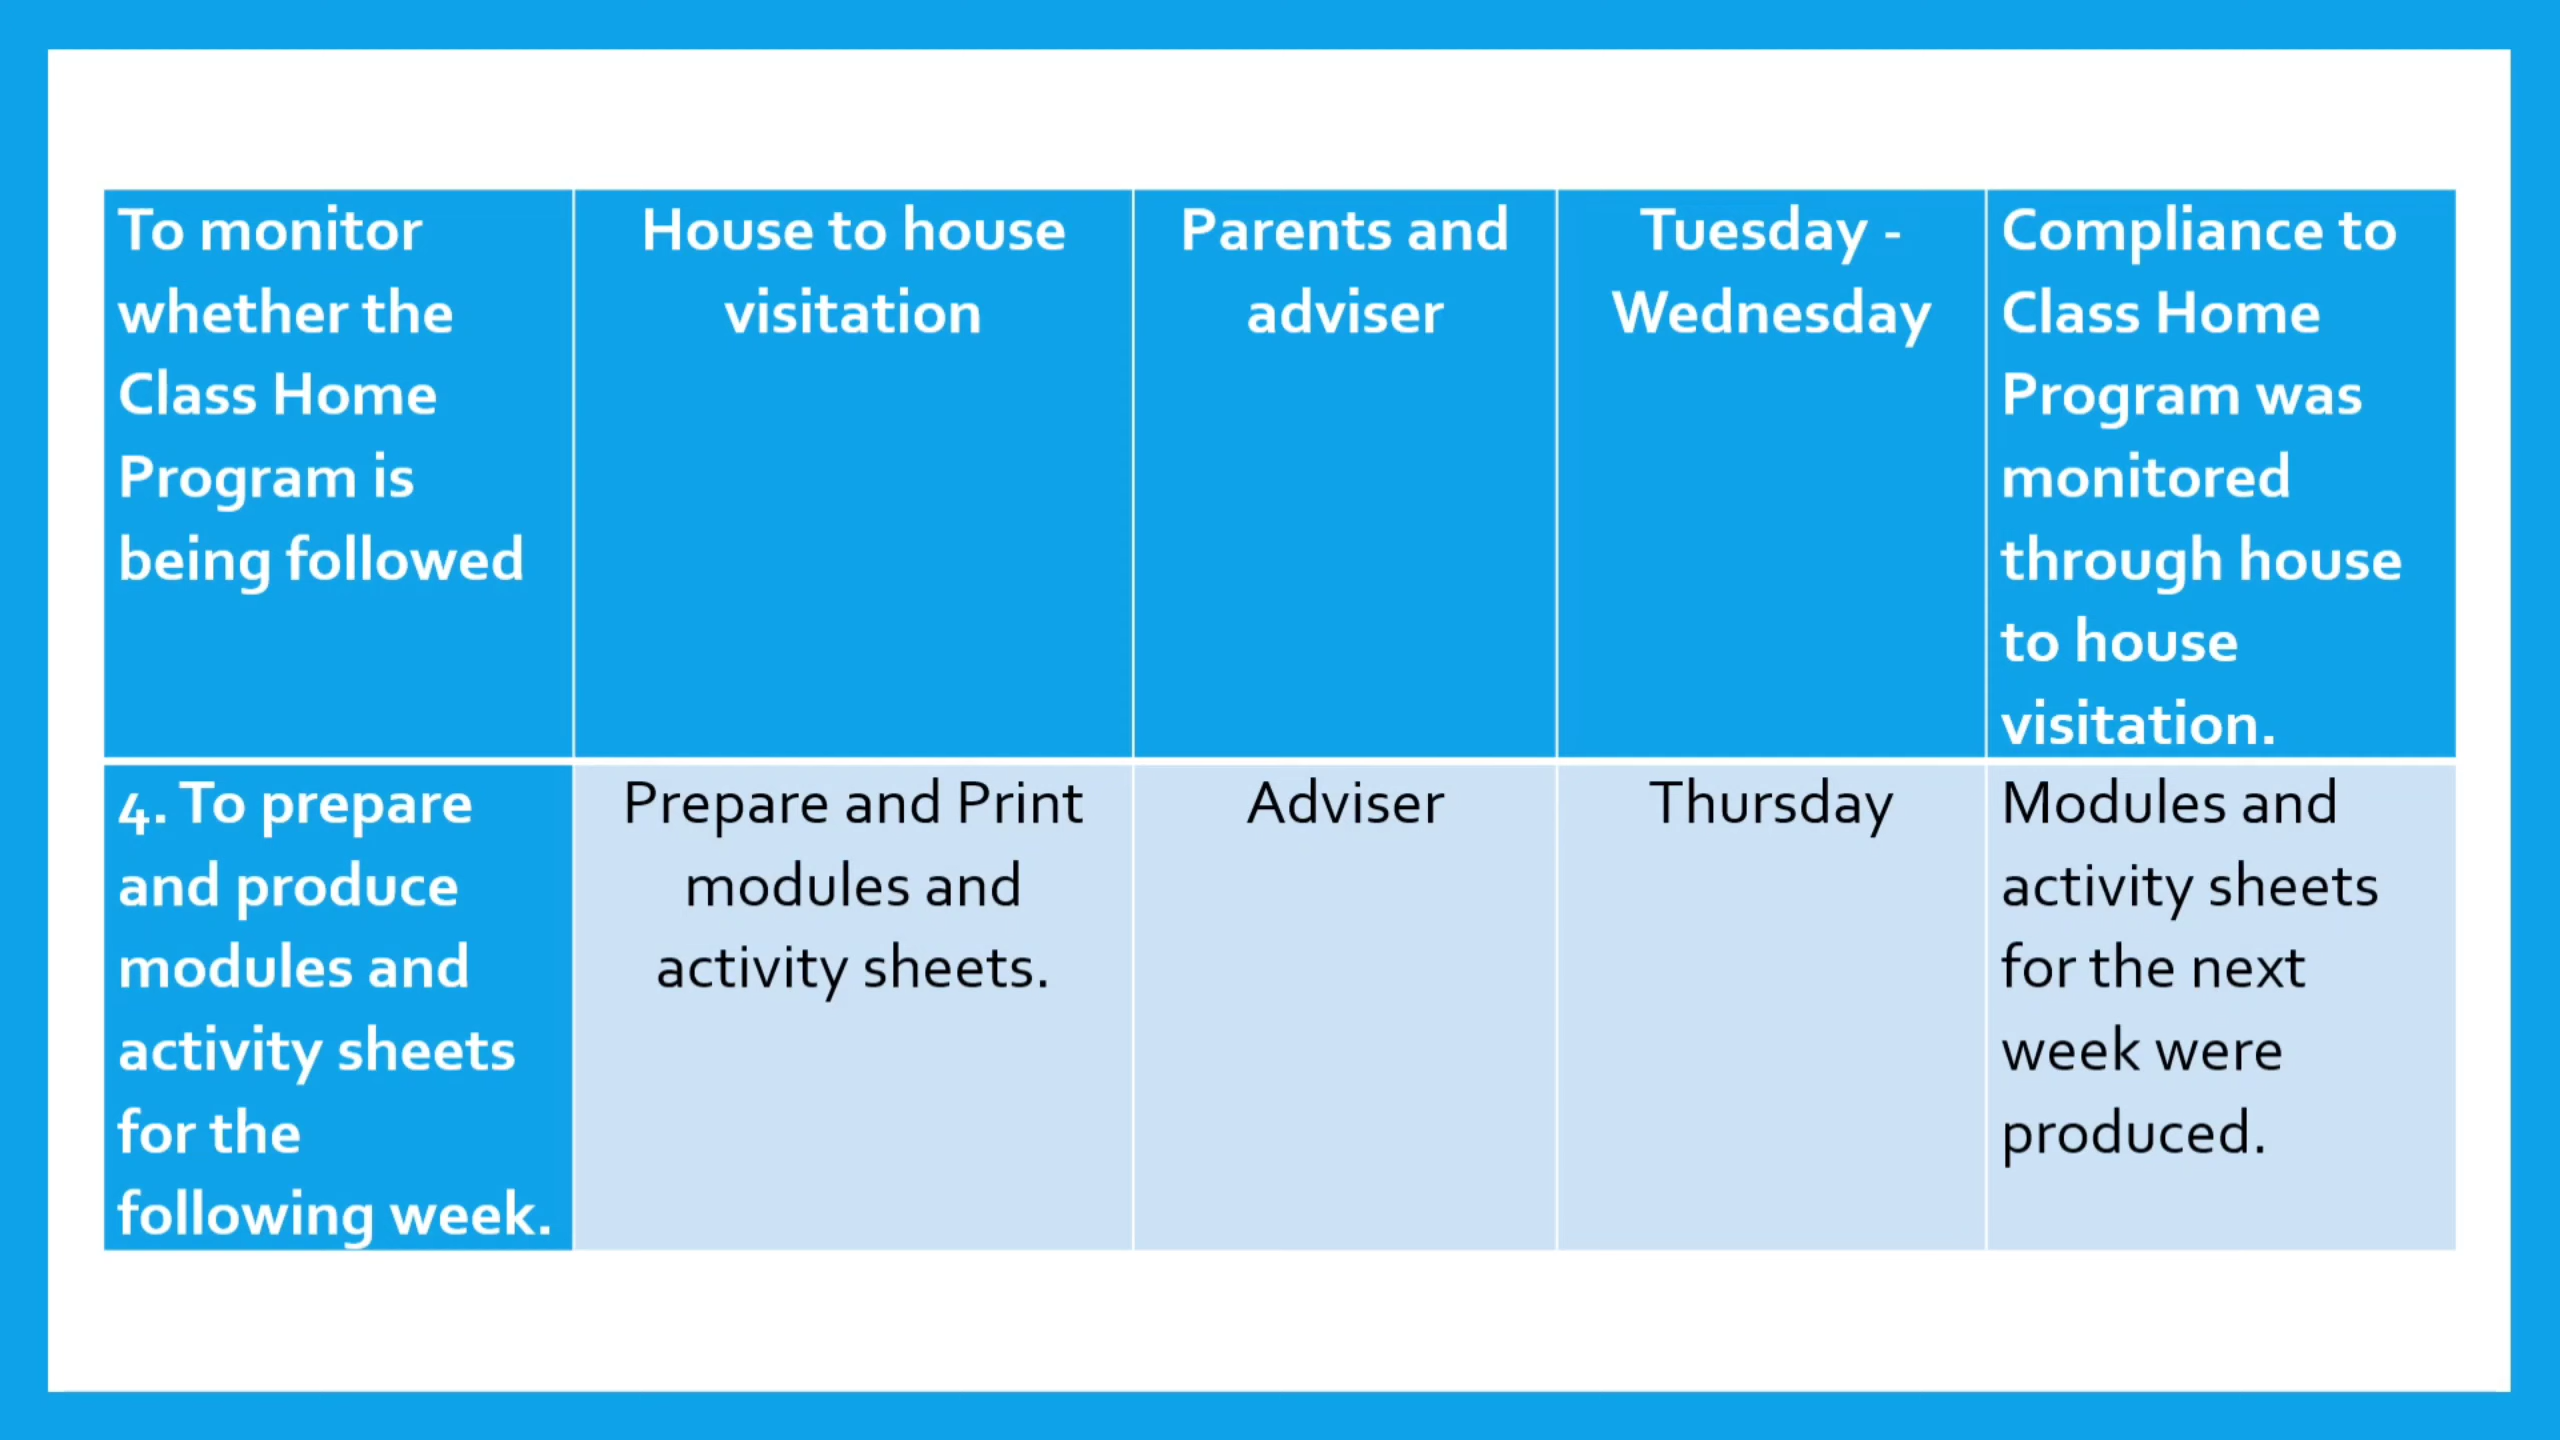 To monitor
whether the
Class Home
Program is
being followed
House to house
visitation
Parents and
adviser
Tuesday -
Wednesday
Compliance to
Class Home
Program was
monitored
through house
to house
visitation.
4. To prepare
and produce
modules and
activity sheets
for the
following week.
Prepare and Print
modules and
activity sheets.
Adviser
Thursday
Modules and
activity sheets
for the next
week were
produced.